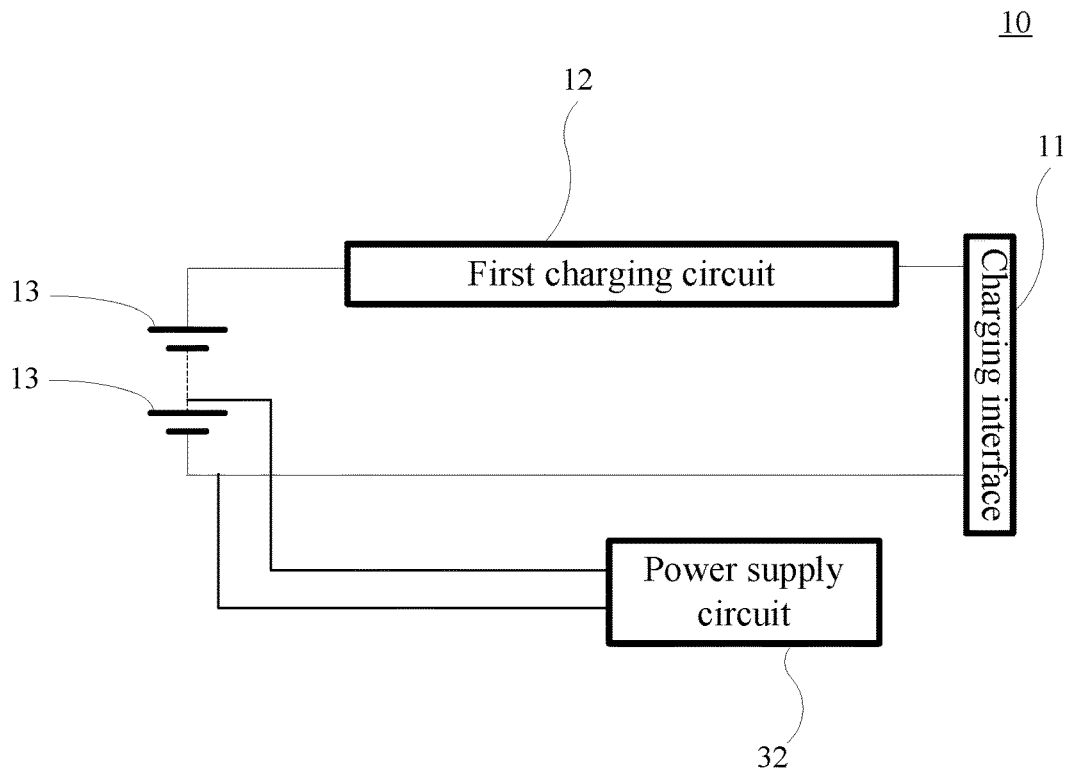 10
12
11
First charging circuit
Charging interface
13
13
Power supply
circuit
32